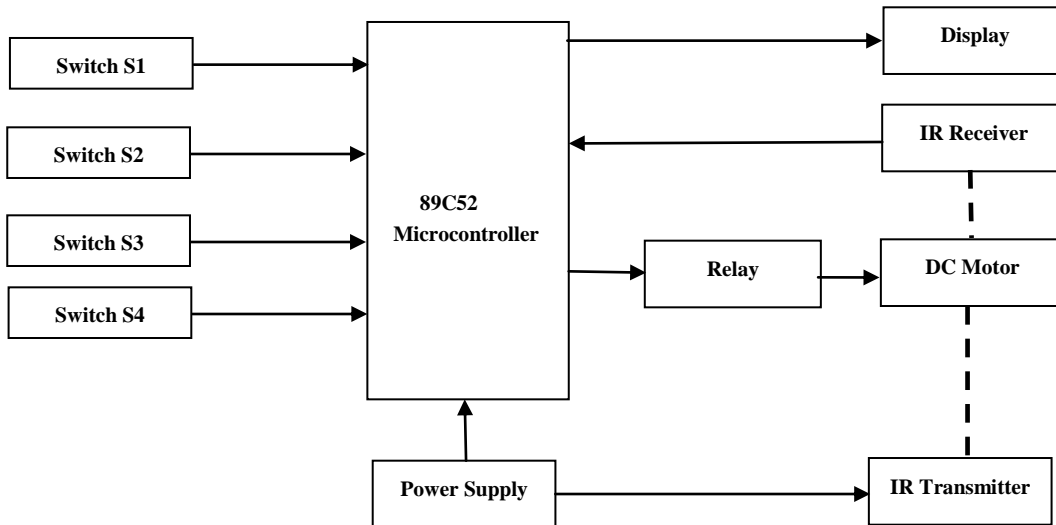 Display
Switch S1
IR Receiver
Switch S2
89C52
Microcontroller
Switch S3
Relay
DC Motor
Switch S4
Power Supply
IR Transmitter